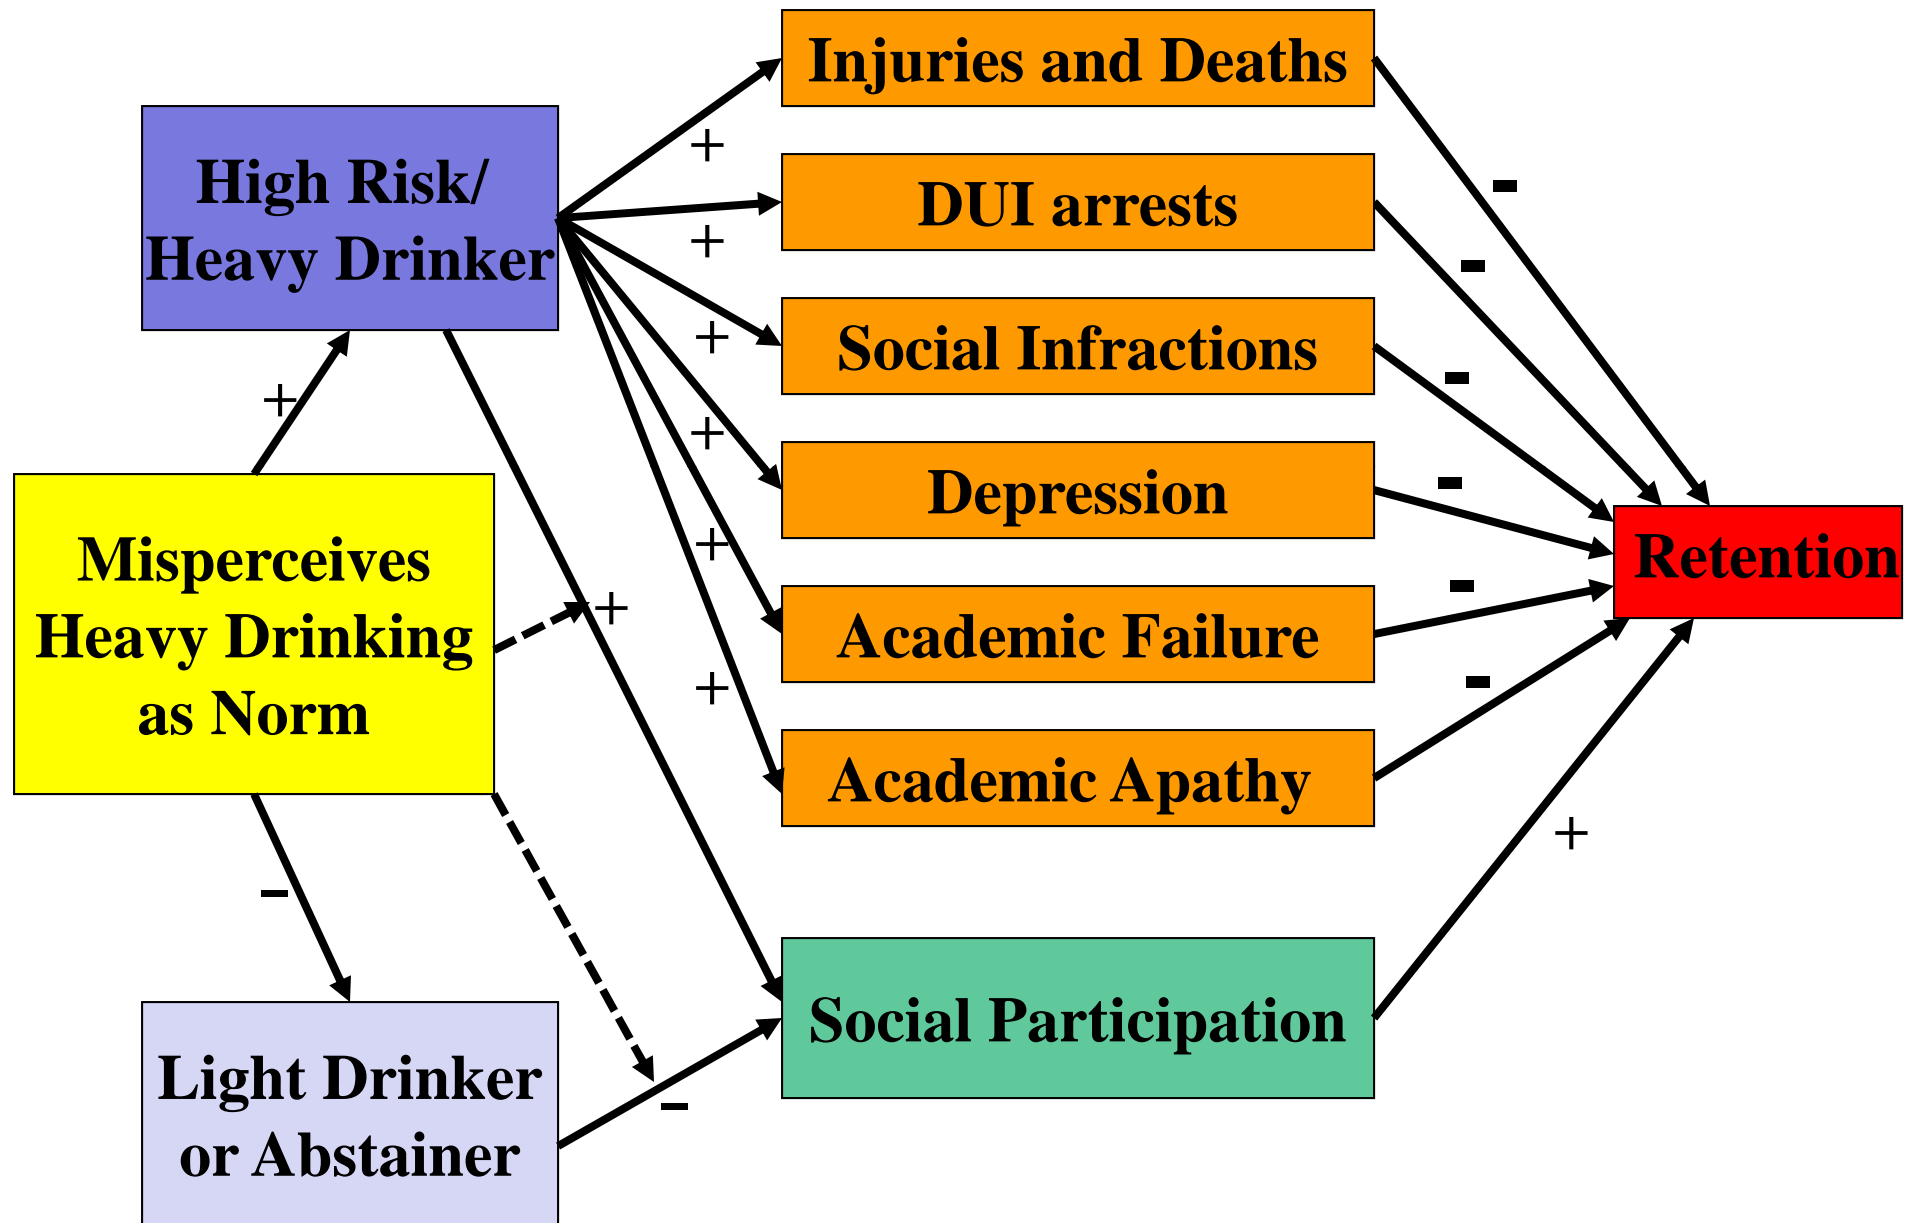 Injuries and Deaths
High Risk/
Heavy Drinker
+
-
DUI arrests
+
-
Social Infractions
+
-
+
Misperceives
Heavy Drinking
as Norm
Depression
+
-
Retention
+
Academic Failure
+
-
Academic Apathy
+
-
+
-
Social Participation
Light Drinker
or Abstainer
-